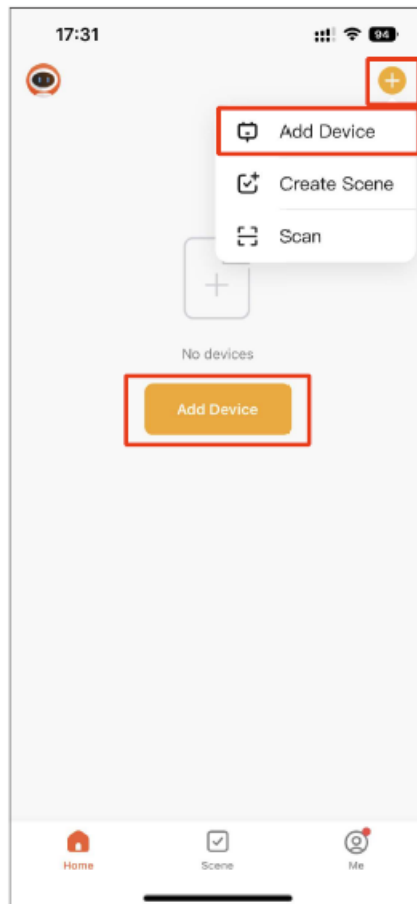 17:31
94
Add Device
Create Scene
Scan
No devices
Add Device
Home
Scene
Me